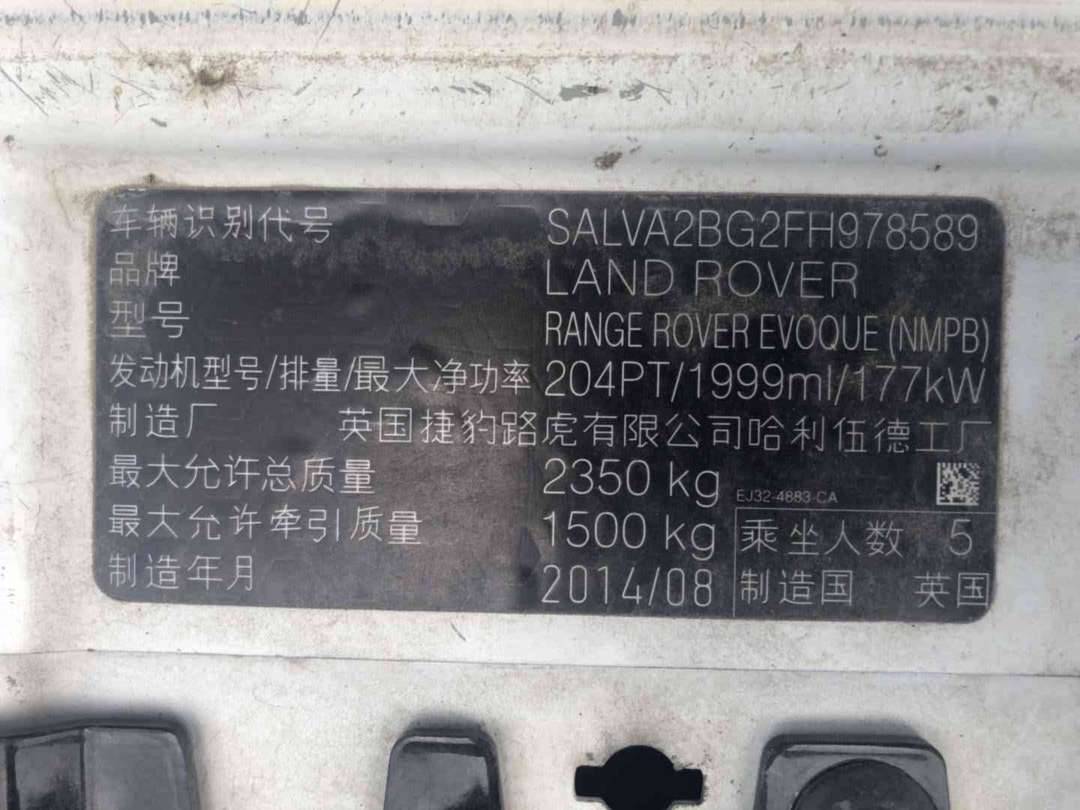 车辆识别代号 SALVA2BG2FH978589
品牌 LAND ROVER
型号 RANGE ROVER EVOQUE (NMPB)
发动机型号/排量/最大净功率 204PT/1999ml/177kW
制造厂 英国捷豹路虎有限公司哈利伍德工厂
最大允许总质量 2350 kg EJ32-4883-CA
最大允许牵引质量 1500 kg 乘坐人数 5
制造年月 2014/08 制造国 英国